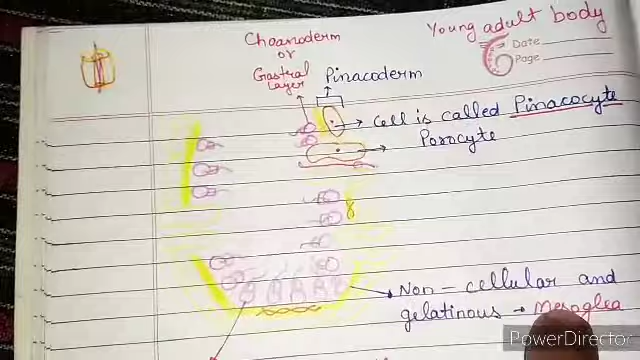 Young adult body
Choanoderm
or
Gastral
Layer
Pinacoderm
Date
Page
Cell is called Pinacocyte
Porocyte
Non-cellular and
gelatinous → Mesoglea
PowerDirector